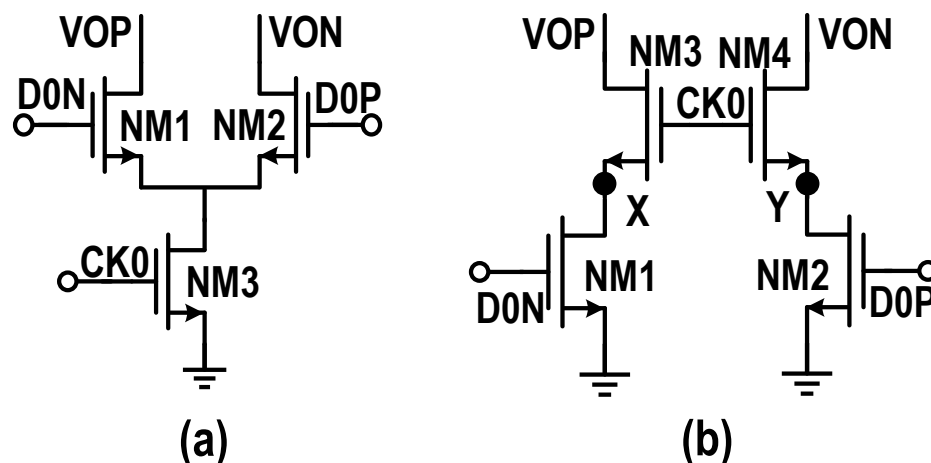 VOP VON
D0N D0P
NM1 NM2
CK0
NM3
(a)
VOP VON
NM3 NM4
CK0
X Y
NM1 NM2
D0N D0P
(b)